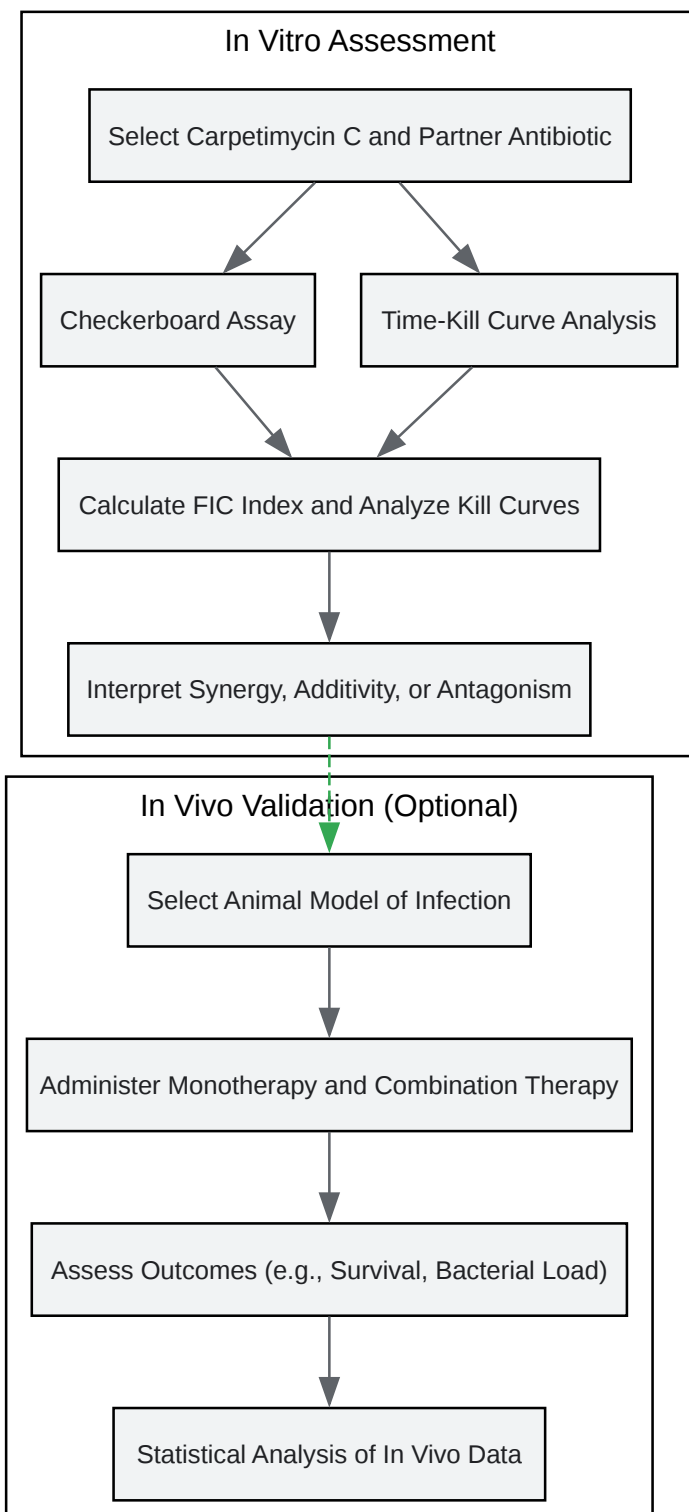 In Vitro Assessment
Select Carpetimycin C and Partner Antibiotic
Checkerboard Assay
Time-Kill Curve Analysis
Calculate FIC Index and Analyze Kill Curves
Interpret Synergy, Additivity, or Antagonism
In Vivo Validation (Optional)
Select Animal Model of Infection
Administer Monotherapy and Combination Therapy
Assess Outcomes (e.g., Survival, Bacterial Load)
Statistical Analysis of In Vivo Data